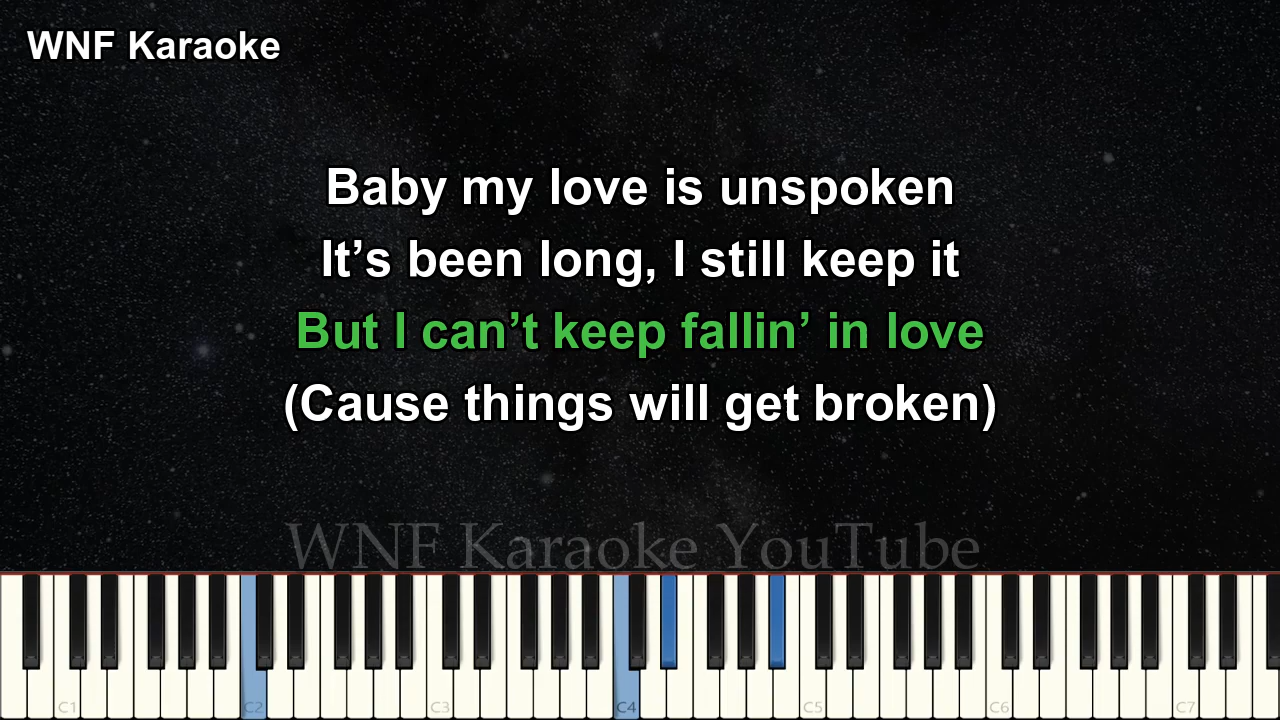 WNF Karaoke
Baby my love is unspoken
It’s been long, I still keep it
But I can’t keep fallin’ in love
(Cause things will get broken)
WNF Karaoke YouTube
C1 C2 C3 C4 C5 C6 C7